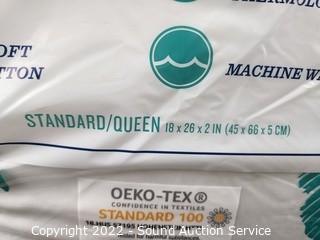 THERMOLO
OFT
TTON
MACHINE W
STANDARD/QUEEN 18 x 26 x 2 IN (45 x 66 x 5 CM)
OEKO-TEX®
CONFIDENCE IN TEXTILES
STANDARD 100
Copyright 2022 - Sound Auction Service